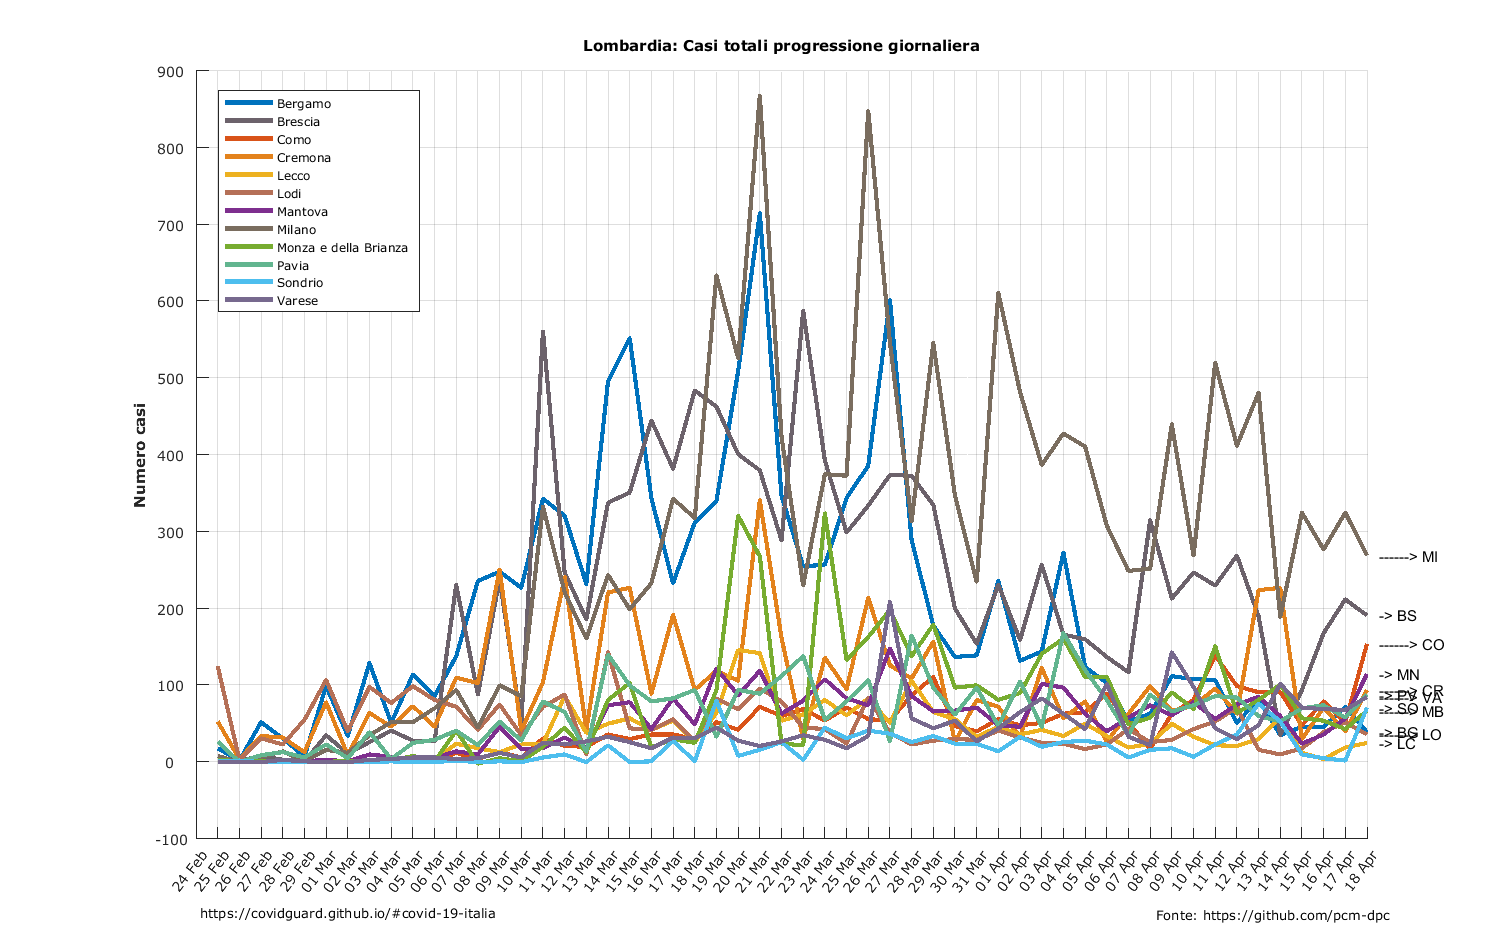 Lombardia: Casi totali progressione giornaliera
900
800
700
600
500
400
300
200
100
0
-100
Numero casi
Bergamo
Brescia
Como
Cremona
Lecco
Lodi
Mantova
Milano
Monza e della Brianza
Pavia
Sondrio
Varese
------> MI
-> BS
------> CO
-> MN
CR
PV
VA
-> SO
MB
-> BG
LO
-> LC
24 Feb
25 Feb
26 Feb
27 Feb
28 Feb
29 Feb
01 Mar
02 Mar
03 Mar
04 Mar
05 Mar
06 Mar
07 Mar
08 Mar
09 Mar
10 Mar
11 Mar
12 Mar
13 Mar
14 Mar
15 Mar
16 Mar
17 Mar
18 Mar
19 Mar
20 Mar
21 Mar
22 Mar
23 Mar
24 Mar
25 Mar
26 Mar
27 Mar
28 Mar
29 Mar
30 Mar
31 Mar
01 Apr
02 Apr
03 Apr
04 Apr
05 Apr
06 Apr
07 Apr
08 Apr
09 Apr
10 Apr
11 Apr
12 Apr
13 Apr
14 Apr
15 Apr
16 Apr
17 Apr
18 Apr
https://covidguard.github.io/#covid-19-italia
Fonte: https://github.com/pcm-dpc